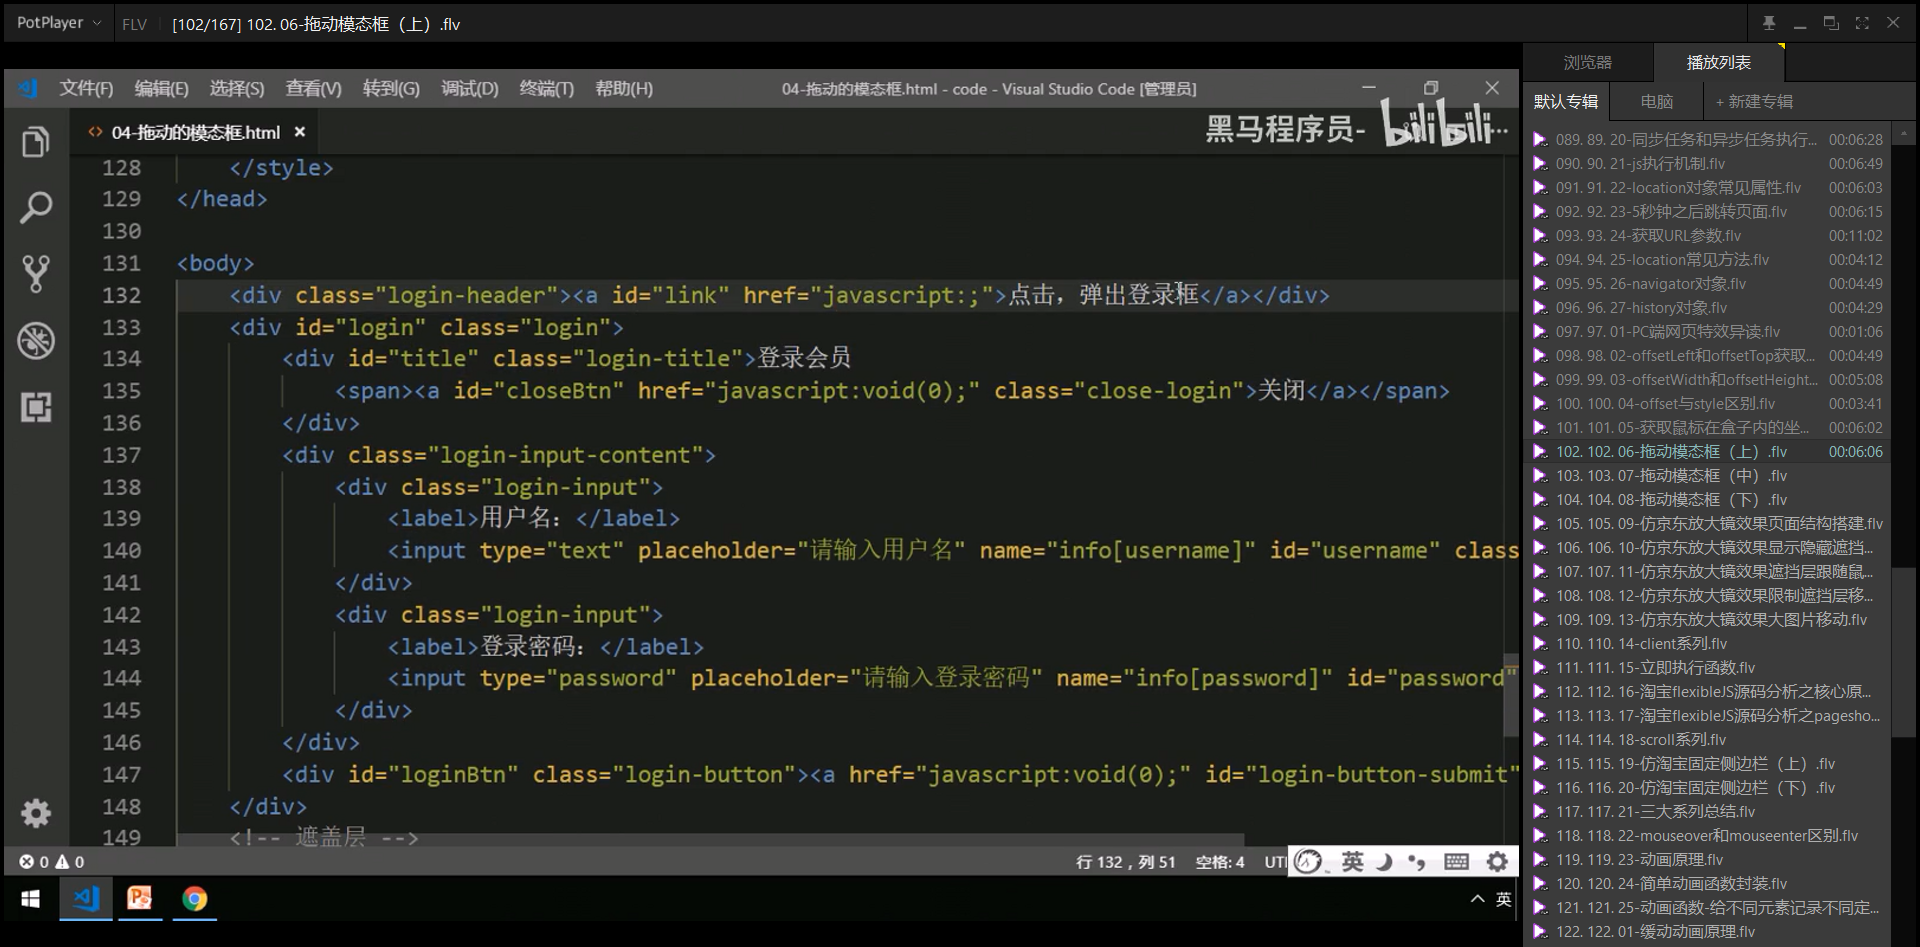 PotPlayer
FLV
[102/167] 102. 06-拖动模态框（上）.flv
文件(F) 编辑(E) 选择(S) 查看(V) 转到(G) 调试(D) 终端(T) 帮助(H)
04-拖动的模态框.html - code - Visual Studio Code [管理员]
04-拖动的模态框.html
黑马程序员- bilibili
128 </style>
129 </head>
130
131 <body>
132 <div class="login-header"><a id="link" href="javascript:;">点击，弹出登录框</a></div>
133 <div id="login" class="login">
134 <div id="title" class="login-title">登录会员
135 <span><a id="closeBtn" href="javascript:void(0);" class="close-login">关闭</a></span>
136 </div>
137 <div class="login-input-content">
138 <div class="login-input">
139 <label>用户名：</label>
140 <input type="text" placeholder="请输入用户名" name="info[username]" id="username" class
141 </div>
142 <div class="login-input">
143 <label>登录密码：</label>
144 <input type="password" placeholder="请输入登录密码" name="info[password]" id="password"
145 </div>
146 </div>
147 <div id="loginBtn" class="login-button"><a href="javascript:void(0);" id="login-button-submit"
148 </div>
149 <!-- 遮盖层 -->
0 0
行 132，列 51 空格: 4 UT
英
英
浏览器 播放列表
默认专辑 电脑 + 新建专辑
089. 89. 20-同步任务和异步任务执行... 00:06:28
090. 90. 21-js执行机制.flv 00:06:49
091. 91. 22-location对象常见属性.flv 00:06:03
092. 92. 23-5秒钟之后跳转页面.flv 00:06:15
093. 93. 24-获取URL参数.flv 00:11:02
094. 94. 25-location常见方法.flv 00:04:12
095. 95. 26-navigator对象.flv 00:04:49
096. 96. 27-history对象.flv 00:04:29
097. 97. 01-PC端网页特效导读.flv 00:01:06
098. 98. 02-offsetLeft和offsetTop获取... 00:04:49
099. 99. 03-offsetWidth和offsetHeight... 00:05:08
100. 100. 04-offset与style区别.flv 00:03:41
101. 101. 05-获取鼠标在盒子内的坐... 00:06:02
102. 102. 06-拖动模态框（上）.flv 00:06:06
103. 103. 07-拖动模态框（中）.flv
104. 104. 08-拖动模态框（下）.flv
105. 105. 09-仿京东放大镜效果页面结构搭建.flv
106. 106. 10-仿京东放大镜效果显示隐藏遮挡...
107. 107. 11-仿京东放大镜效果遮挡层跟随鼠...
108. 108. 12-仿京东放大镜效果限制遮挡层移...
109. 109. 13-仿京东放大镜效果大图片移动.flv
110. 110. 14-client系列.flv
111. 111. 15-立即执行函数.flv
112. 112. 16-淘宝flexibleJS源码分析之核心原...
113. 113. 17-淘宝flexibleJS源码分析之pagesho...
114. 114. 18-scroll系列.flv
115. 115. 19-仿淘宝固定侧边栏（上）.flv
116. 116. 20-仿淘宝固定侧边栏（下）.flv
117. 117. 21-三大系列总结.flv
118. 118. 22-mouseover和mouseenter区别.flv
119. 119. 23-动画原理.flv
120. 120. 24-简单动画函数封装.flv
121. 121. 25-动画函数-给不同元素记录不同定...
122. 122. 01-缓动动画原理.flv